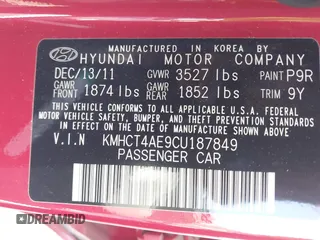 MANUFACTURED IN KOREA BY
HYUNDAI MOTOR COMPANY
DEC/13/11 GVWR 3527 lbs PAINT P9R
GAWR FRONT 1874 lbs GAWR REAR 1852 lbs TRIM 9Y
THIS VEHICLE CONFORMS TO ALL APPLICABLE
FEDERAL MOTOR VEHICLE SAFETY, BUMPER, AND
THEFT PREVENTION STANDARDS IN EFFECT ON
THE DATE OF MANUFACTURE SHOWN ABOVE.
V.I.N KMHCT4AE9CU187849
PASSENGER CAR
DREAMBID